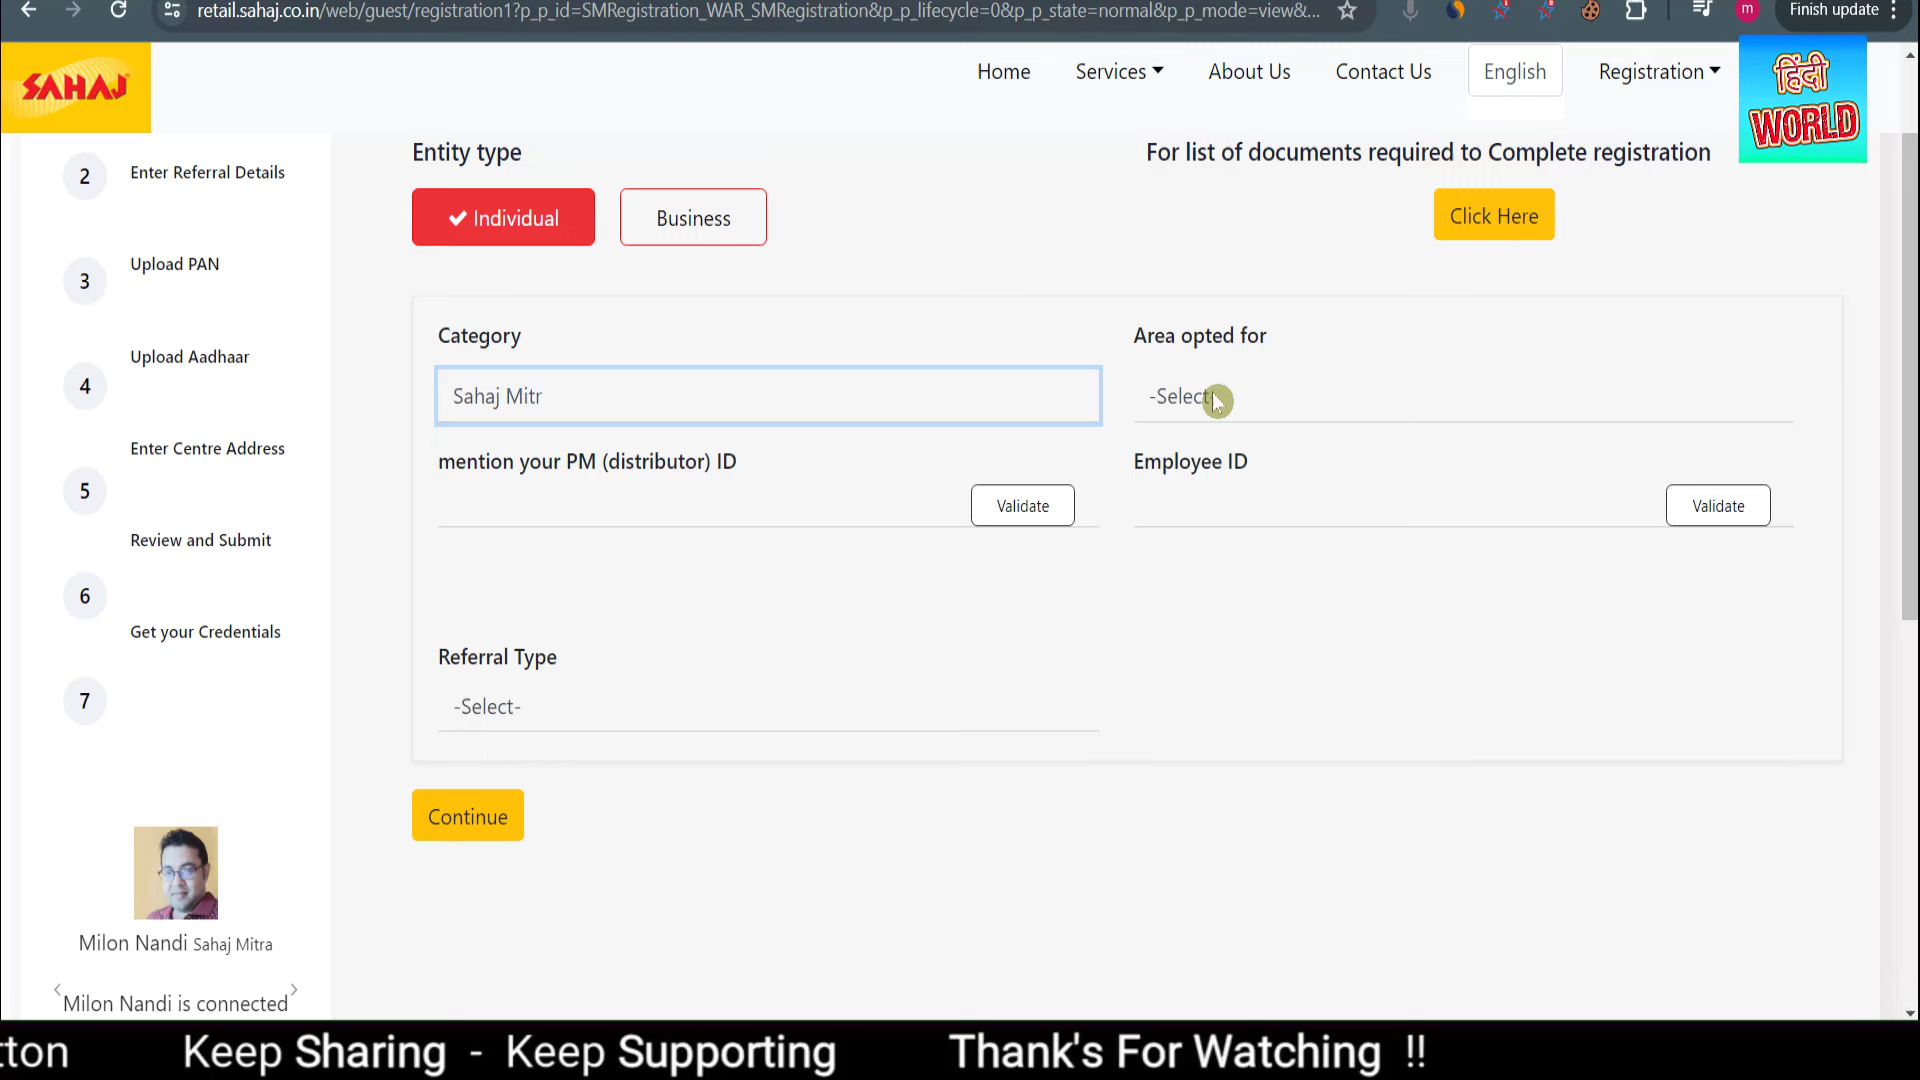 retail.sahaj.co.in/web/guest/registration1?p_p_id=SMRegistration_WAR_SMRegistration&p_p_lifecycle=0&p_p_state=normal&p_p_mode=view&...
m
Finish update
SAHAJ
Home
Services
About Us
Contact Us
English
Registration
हिंदी
WORLD
2
Enter Referral Details
3
Upload PAN
4
Upload Aadhaar
5
Enter Centre Address
6
Review and Submit
7
Get your Credentials
Entity type
For list of documents required to Complete registration
Individual
Business
Click Here
Category
Area opted for
Sahaj Mitr
-Select-
mention your PM (distributor) ID
Employee ID
Validate
Validate
Referral Type
-Select-
Continue
Milon Nandi Sahaj Mitra
Milon Nandi is connected
tton Keep Sharing - Keep Supporting Thank's For Watching !!